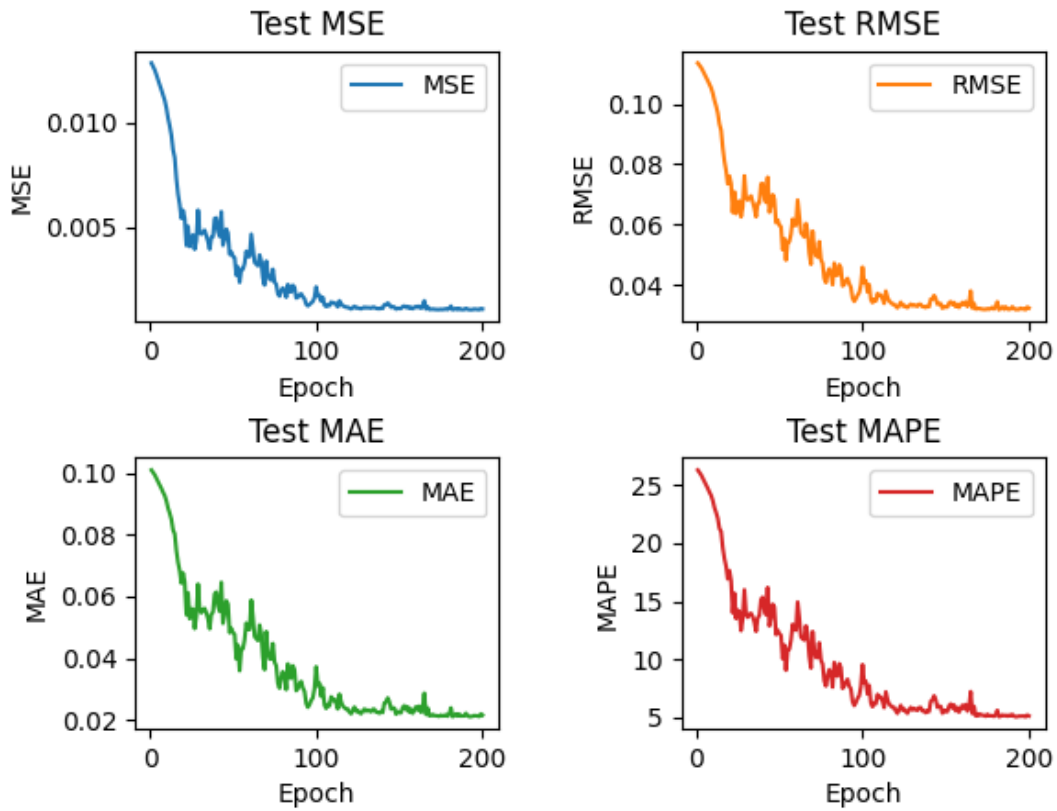 Test MSE
MSE
0.010
0.005
MSE
0
100
200
Epoch
Test RMSE
RMSE
0.10
0.08
0.06
0.04
RMSE
0
100
200
Epoch
Test MAE
MAE
0.10
0.08
0.06
0.04
0.02
MAE
0
100
200
Epoch
Test MAPE
MAPE
25
20
15
10
5
MAPE
0
100
200
Epoch